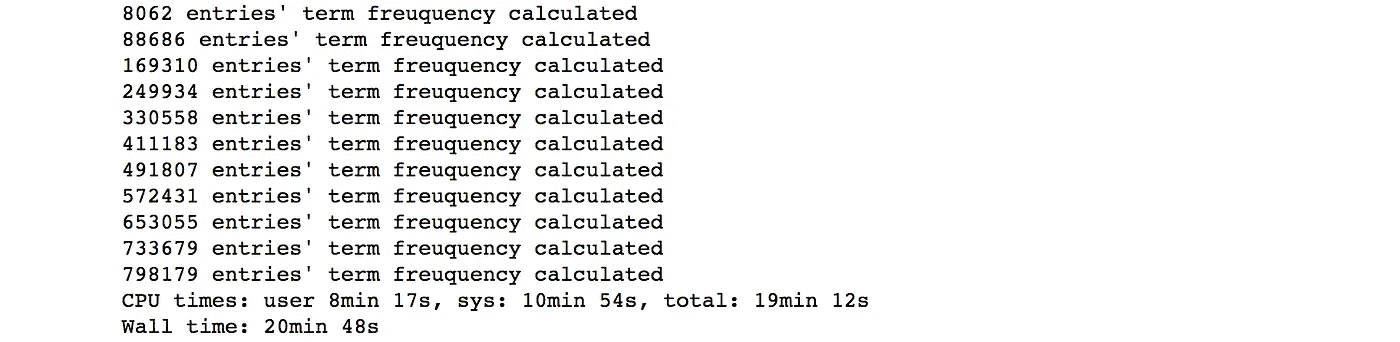 8062 entries' term freuquency calculated
88686 entries' term freuquency calculated
169310 entries' term freuquency calculated
249934 entries' term freuquency calculated
330558 entries' term freuquency calculated
411183 entries' term freuquency calculated
491807 entries' term freuquency calculated
572431 entries' term freuquency calculated
653055 entries' term freuquency calculated
733679 entries' term freuquency calculated
798179 entries' term freuquency calculated
CPU times: user 8min 17s, sys: 10min 54s, total: 19min 12s
Wall time: 20min 48s